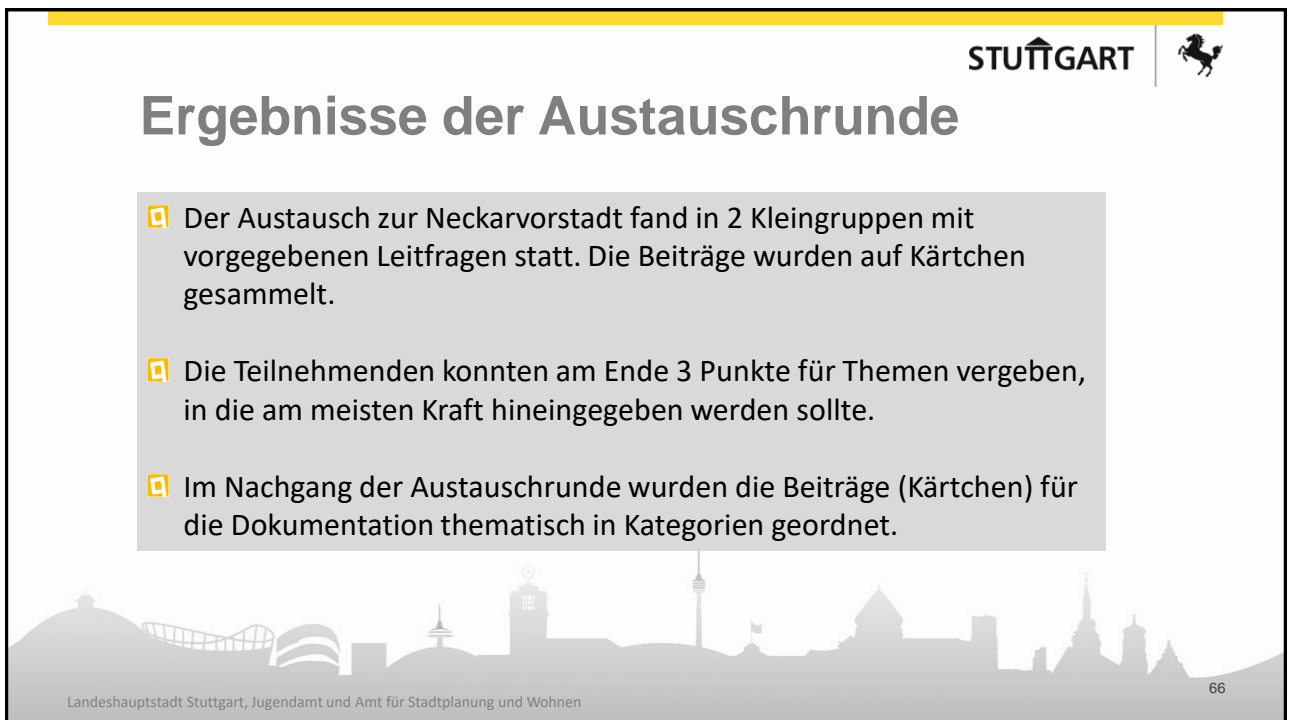 STUTTGART
Ergebnisse der Austauschrunde
Der Austausch zur Neckarvorstadt fand in 2 Kleingruppen mit
vorgegebenen Leitfragen statt. Die Beiträge wurden auf Kärtchen
gesammelt.
Die Teilnehmenden konnten am Ende 3 Punkte für Themen vergeben,
in die am meisten Kraft hineingegeben werden sollte.
Im Nachgang der Austauschrunde wurden die Beiträge (Kärtchen) für
die Dokumentation thematisch in Kategorien geordnet.
Landeshauptstadt Stuttgart, Jugendamt und Amt für Stadtplanung und Wohnen
66